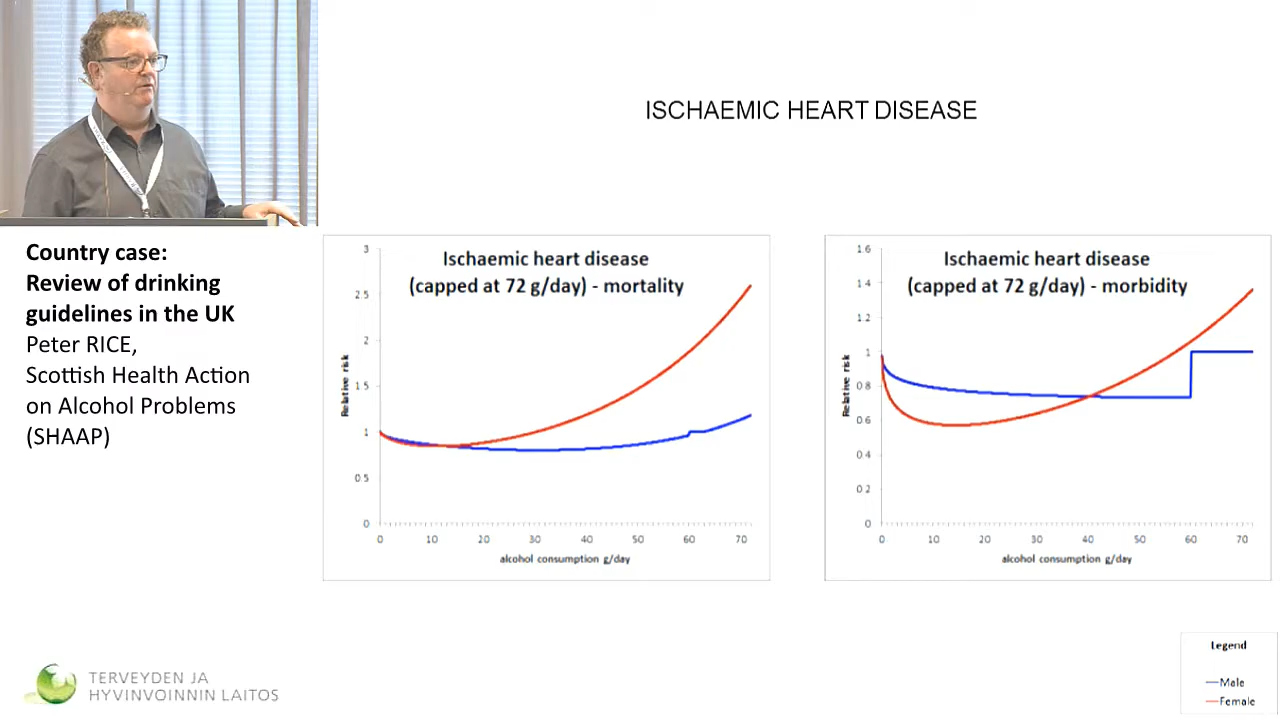 ISCHAEMIC HEART DISEASE
Country case:
Review of drinking
guidelines in the UK
Peter RICE,
Scottish Health Action
on Alcohol Problems
(SHAAP)
Ischaemic heart disease
(capped at 72 g/day) - mortality
Relative risk
3
2.5
2
1.5
1
0.5
0
0 10 20 30 40 50 60 70
alcohol consumption g/day
Ischaemic heart disease
(capped at 72 g/day) - morbidity
Relative risk
1.6
1.4
1.2
1
0.8
0.6
0.4
0.2
0
0 10 20 30 40 50 60 70
alcohol consumption g/day
Legend
Male
Female
TERVEYDEN JA
HYVINVOINNIN LAITOS